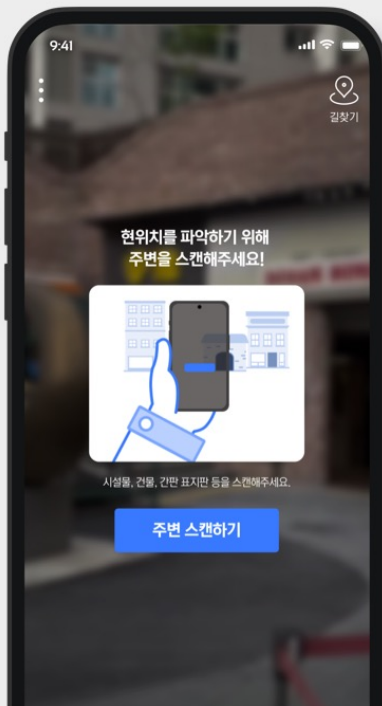 9:41
길찾기
현위치를 파악하기 위해
주변을 스캔해주세요!
시설물, 건물, 간판 표지판 등을 스캔해주세요.
주변 스캔하기